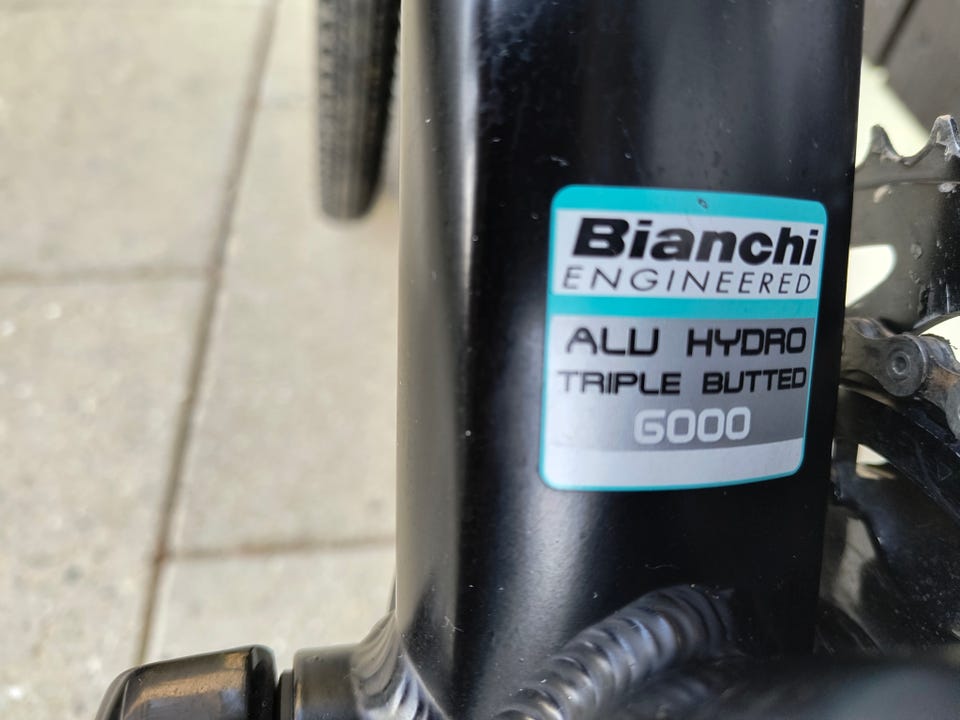 Bianchi
ENGINEERED
ALU HYDRO
TRIPLE BUTTED
6000